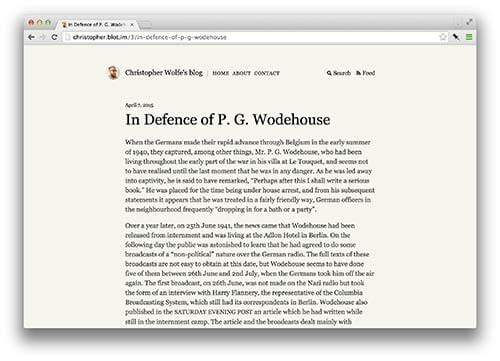 In Defence of P. G. Wodeh
christopher.blot.im/3/in-defence-of-p-g-wodehouse
Christopher Wolfe's blog | HOME ABOUT CONTACT Search Feed
April 7, 2015
In Defence of P. G. Wodehouse
When the Germans made their rapid advance through Belgium in the early summer
of 1940, they captured, among other things, Mr. P. G. Wodehouse, who had been
living throughout the early part of the war in his villa at Le Touquet, and seems not
to have realised until the last moment that he was in any danger. As he was led away
into captivity, he is said to have remarked, "Perhaps after this I shall write a serious
book." He was placed for the time being under house arrest, and from his subsequent
statements it appears that he was treated in a fairly friendly way, German officers in
the neighbourhood frequently "dropping in for a bath or a party".
Over a year later, on 25th June 1941, the news came that Wodehouse had been
released from internment and was living at the Adlon Hotel in Berlin. On the
following day the public was astonished to learn that he had agreed to do some
broadcasts of a "non-political" nature over the German radio. The full texts of these
broadcasts are not easy to obtain at this date, but Wodehouse seems to have done
five of them between 26th June and 2nd July, when the Germans took him off the air
again. The first broadcast, on 26th June, was not made on the Nazi radio but took
the form of an interview with Harry Flannery, the representative of the Columbia
Broadcasting System, which still had its correspondents in Berlin. Wodehouse also
published in the SATURDAY EVENING POST an article which he had written while
still in the internment camp. The article and the broadcasts dealt mainly with